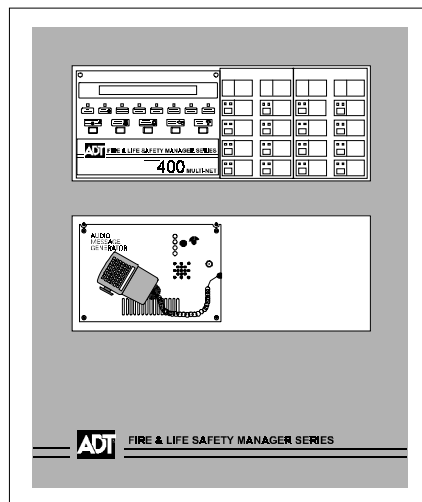 ADT FIRE & LIFE SAFETY MANAGER SERIES
400 MULTI-NET
AUDIO
MESSAGE
GENERATOR
ADT FIRE & LIFE SAFETY MANAGER SERIES